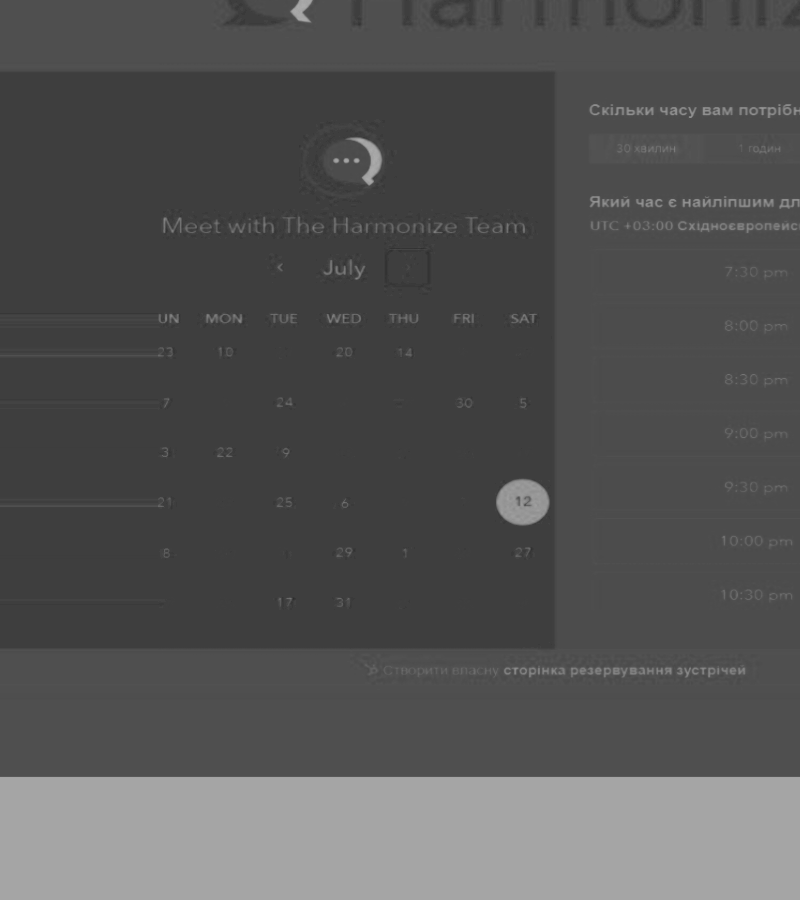 Harmoniz
Meet with The Harmonize Team
‹ July ›
UN MON TUE WED THU FRI SAT
23 10 20 14
7 24 30 5
3 22 9
21 25 6 12
8 29 1 27
17 31
Скільки часу вам потрібн
30 хвилин 1 годин
Який час є найліпшим дл
UTC +03:00 Східноєвропейс
7:30 pm
8:00 pm
8:30 pm
9:00 pm
9:30 pm
10:00 pm
10:30 pm
Створити власну сторінка резервування зустрічей